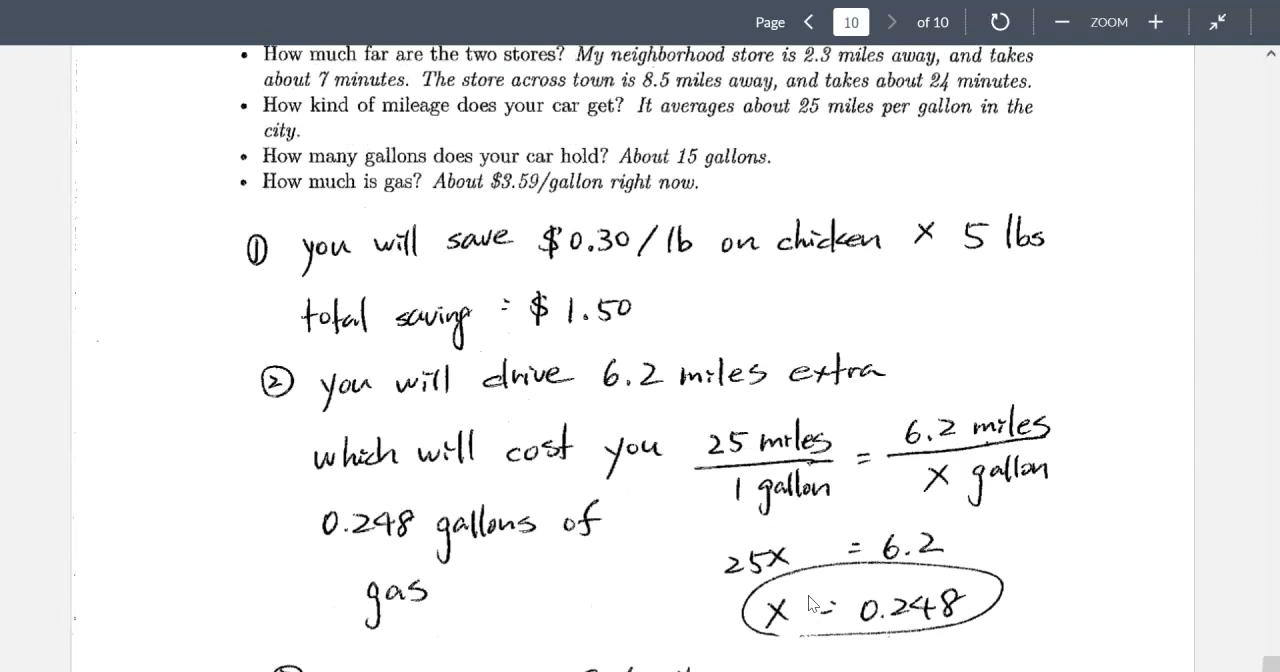 Page 10 of 10 ZOOM
• How much far are the two stores? My neighborhood store is 2.3 miles away, and takes
about 7 minutes. The store across town is 8.5 miles away, and takes about 24 minutes.
• How kind of mileage does your car get? It averages about 25 miles per gallon in the
city.
• How many gallons does your car hold? About 15 gallons.
• How much is gas? About $3.59/gallon right now.
① you will save $0.30/lb on chicken × 5 lbs
total saving : $1.50
② you will drive 6.2 miles extra
which will cost you 25 miles / 1 gallon = 6.2 miles / x gallon
0.248 gallons of
gas
25x = 6.2
x = 0.248